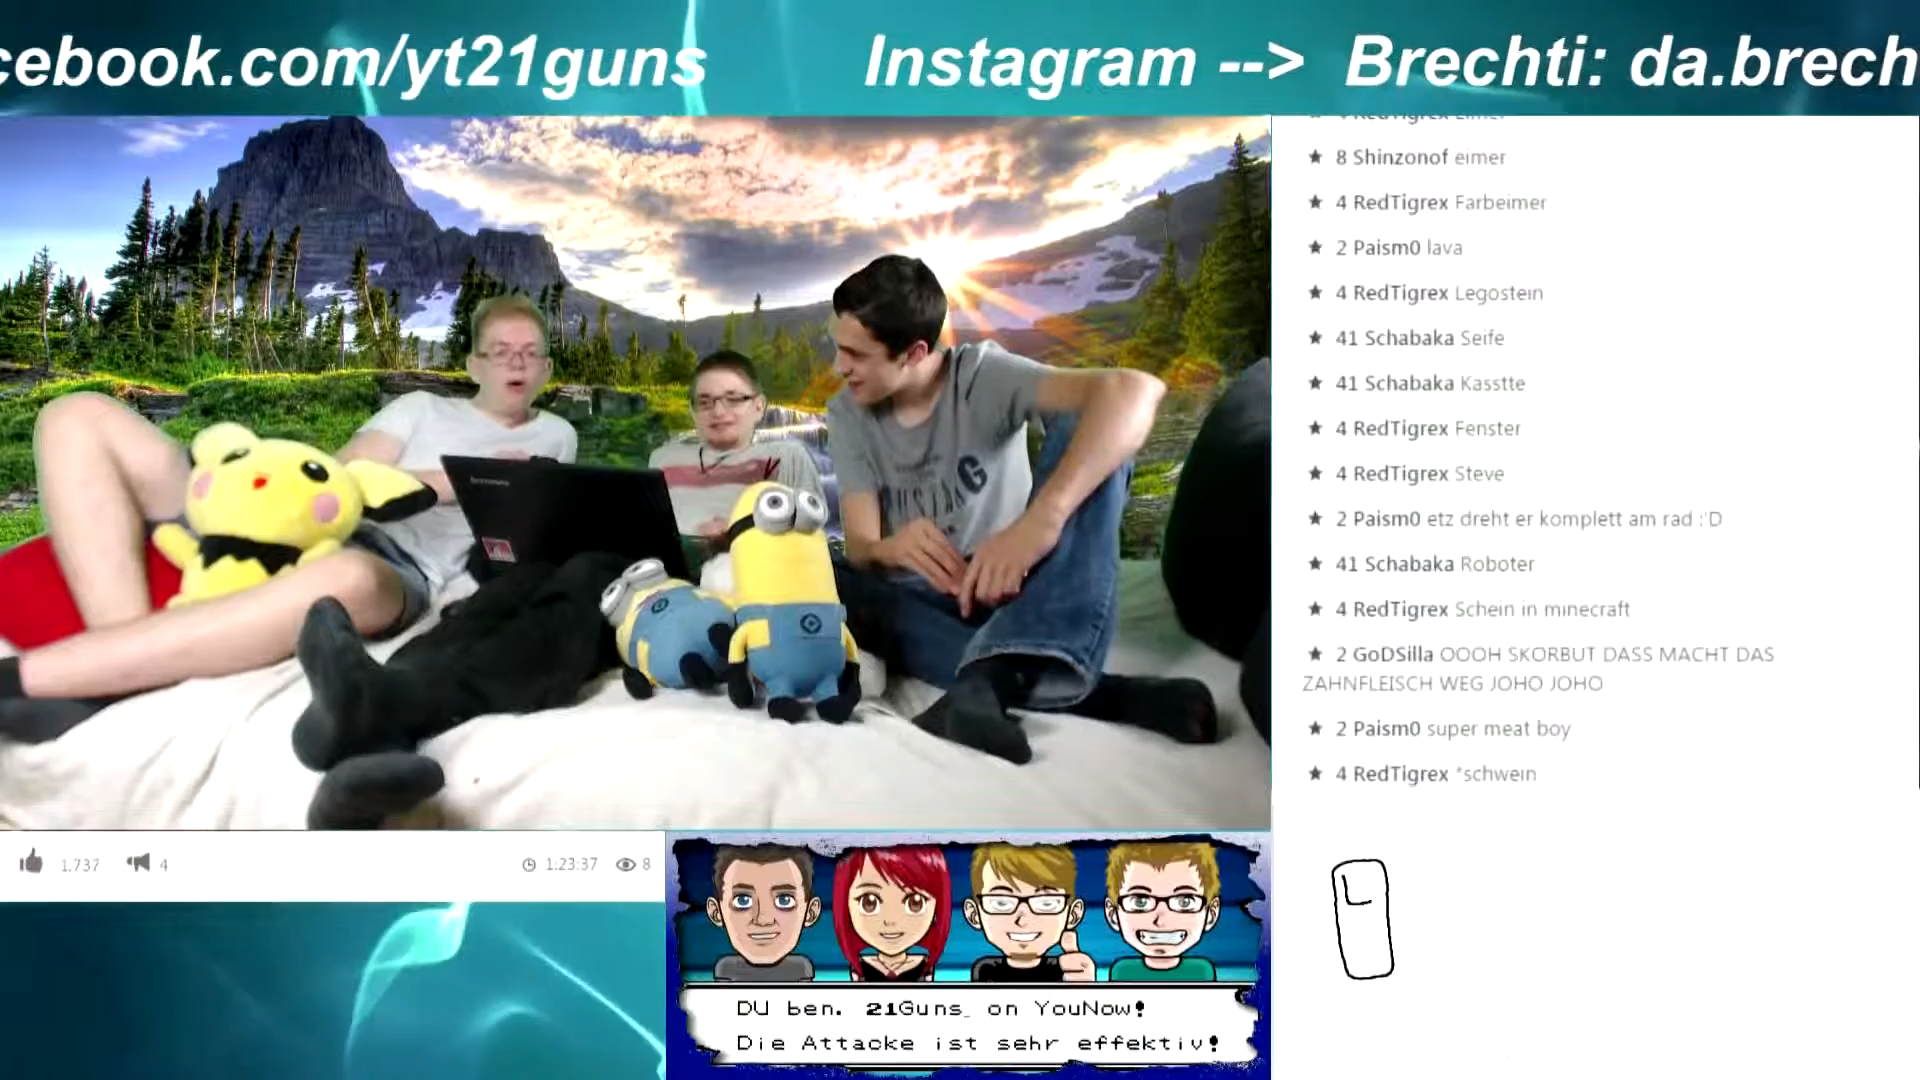 cebook.com/yt21guns Instagram --> Brechti: da.brech
4 RedTigrex Eimer
8 Shinzonof eimer
4 RedTigrex Farbeimer
2 Paism0 lava
4 RedTigrex Legostein
41 Schabaka Seife
41 Schabaka Kasstte
4 RedTigrex Fenster
4 RedTigrex Steve
2 Paism0 etz dreht er komplett am rad :'D
41 Schabaka Roboter
4 RedTigrex Schein in minecraft
2 GoDSilla OOOH SKORBUT DASS MACHT DAS
ZAHNFLEISCH WEG JOHO JOHO
2 Paism0 super meat boy
4 RedTigrex *schwein
lenovo
1.737 4 1:23:37 8
DU ben. 21Guns_ on YouNow!
Die Attacke ist sehr effektiv!